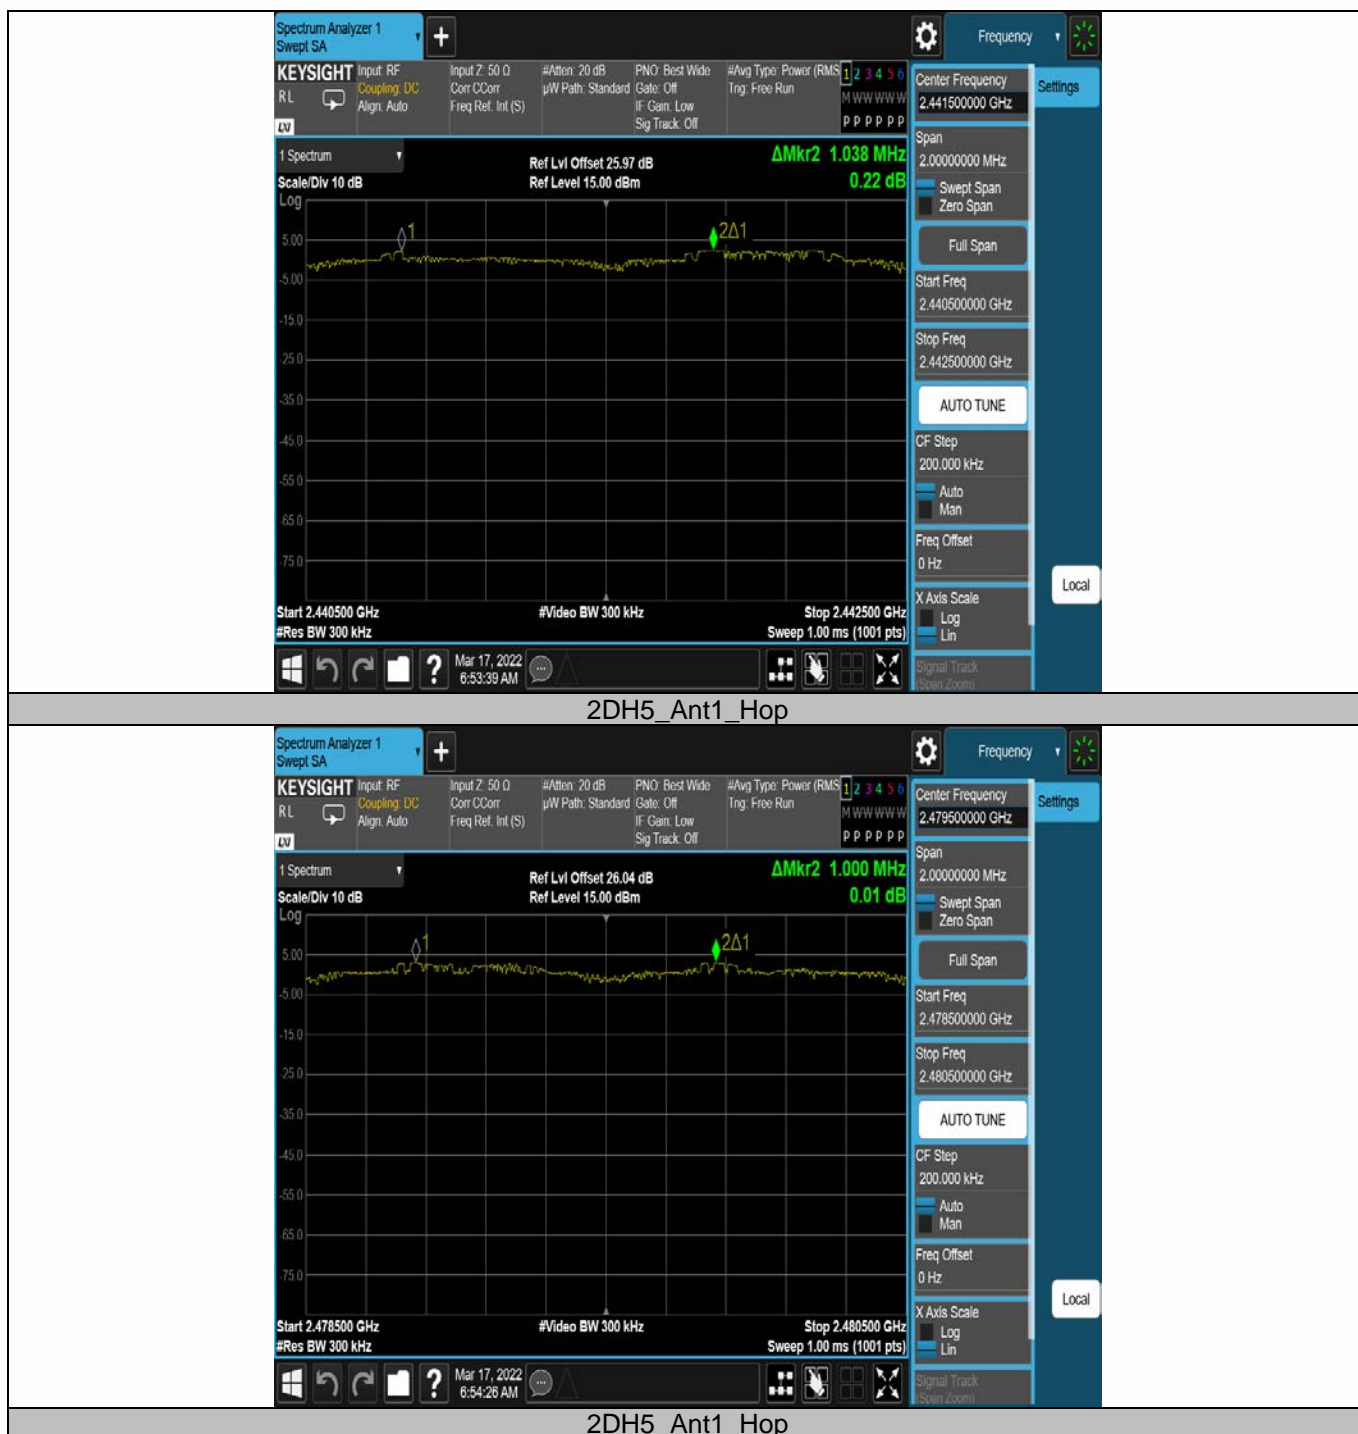 Spectrum Analyzer 1
Swept SA
+
Frequency
KEYSIGHT
RL
LXI
Input: RF
Coupling: DC
Align: Auto
Input Z: 50 Ω
Corr CCorr
Freq Ref: Int (S)
#Atten: 20 dB
µW Path: Standard
PNO: Best Wide
Gate: Off
IF Gain: Low
Sig Track: Off
#Avg Type: Power (RMS
Trig: Free Run
1 2 3 4 5 6
M W W W W W
P P P P P P
Center Frequency
2.441500000 GHz
Settings
Span
2.00000000 MHz
Swept Span
Zero Span
Full Span
Start Freq
2.440500000 GHz
Stop Freq
2.442500000 GHz
AUTO TUNE
CF Step
200.000 kHz
Auto
Man
Freq Offset
0 Hz
X Axis Scale
Log
Lin
Signal Track
(Span Zoom)
Local
1 Spectrum
Scale/Div 10 dB
Log
Ref Lvl Offset 25.97 dB
Ref Level 15.00 dBm
ΔMkr2 1.038 MHz
0.22 dB
1
2Δ1
5.00
-5.00
-15.0
-25.0
-35.0
-45.0
-55.0
-65.0
-75.0
Start 2.440500 GHz
#Res BW 300 kHz
#Video BW 300 kHz
Stop 2.442500 GHz
Sweep 1.00 ms (1001 pts)
?
Mar 17, 2022
6:53:39 AM
2DH5_Ant1_Hop
Spectrum Analyzer 1
Swept SA
+
Frequency
KEYSIGHT
RL
LXI
Input: RF
Coupling: DC
Align: Auto
Input Z: 50 Ω
Corr CCorr
Freq Ref: Int (S)
#Atten: 20 dB
µW Path: Standard
PNO: Best Wide
Gate: Off
IF Gain: Low
Sig Track: Off
#Avg Type: Power (RMS
Trig: Free Run
1 2 3 4 5 6
M W W W W W
P P P P P P
Center Frequency
2.479500000 GHz
Settings
Span
2.00000000 MHz
Swept Span
Zero Span
Full Span
Start Freq
2.478500000 GHz
Stop Freq
2.480500000 GHz
AUTO TUNE
CF Step
200.000 kHz
Auto
Man
Freq Offset
0 Hz
X Axis Scale
Log
Lin
Signal Track
(Span Zoom)
Local
1 Spectrum
Scale/Div 10 dB
Log
Ref Lvl Offset 26.04 dB
Ref Level 15.00 dBm
ΔMkr2 1.000 MHz
0.01 dB
1
2Δ1
5.00
-5.00
-15.0
-25.0
-35.0
-45.0
-55.0
-65.0
-75.0
Start 2.478500 GHz
#Res BW 300 kHz
#Video BW 300 kHz
Stop 2.480500 GHz
Sweep 1.00 ms (1001 pts)
?
Mar 17, 2022
6:54:26 AM
2DH5_Ant1_Hop